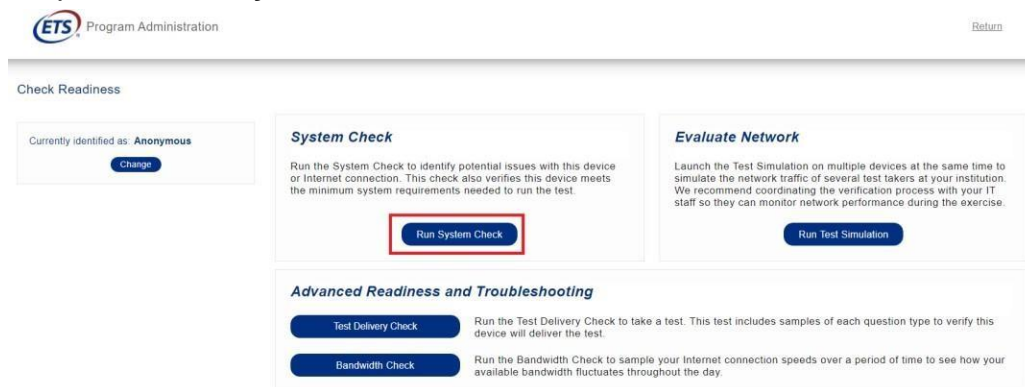 ETS® Program Administration
Return
Check Readiness
Currently identified as: Anonymous
Change
System Check
Run the System Check to identify potential issues with this device
or Internet connection. This check also verifies this device meets
the minimum system requirements needed to run the test.
Run System Check
Evaluate Network
Launch the Test Simulation on multiple devices at the same time to
simulate the network traffic of several test takers at your institution.
We recommend coordinating the verification process with your IT
staff so they can monitor network performance during the exercise.
Run Test Simulation
Advanced Readiness and Troubleshooting
Test Delivery Check
Run the Test Delivery Check to take a test. This test includes samples of each question type to verify this
device will deliver the test.
Bandwidth Check
Run the Bandwidth Check to sample your Internet connection speeds over a period of time to see how your
available bandwidth fluctuates throughout the day.